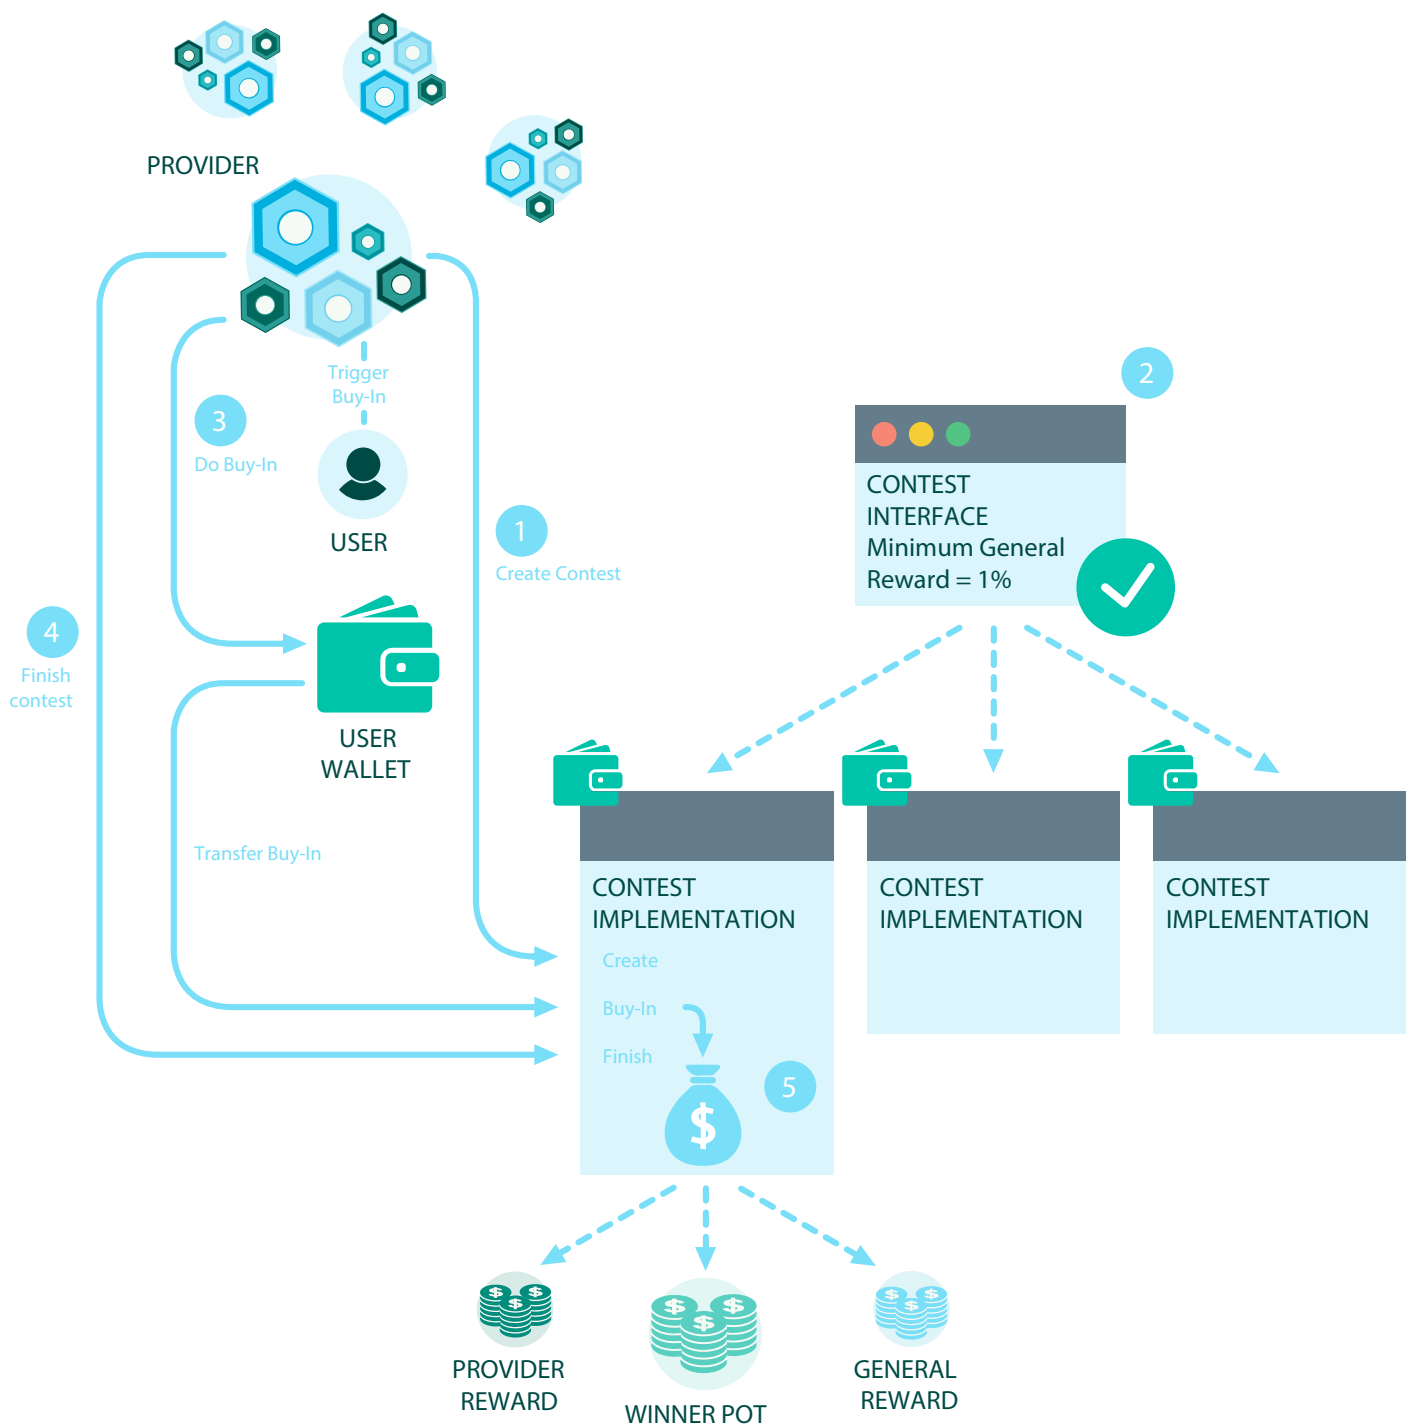 PROVIDER
Trigger
Buy-In
3
Do Buy-In
USER
1
Create Contest
2
CONTEST
INTERFACE
Minimum General
Reward = 1%
4
Finish
contest
USER
WALLET
Transfer Buy-In
CONTEST
IMPLEMENTATION
Create
Buy-In
Finish
5
$
CONTEST
IMPLEMENTATION
CONTEST
IMPLEMENTATION
$ $ $
PROVIDER
REWARD
$ $ $
WINNER POT
$ $ $
GENERAL
REWARD